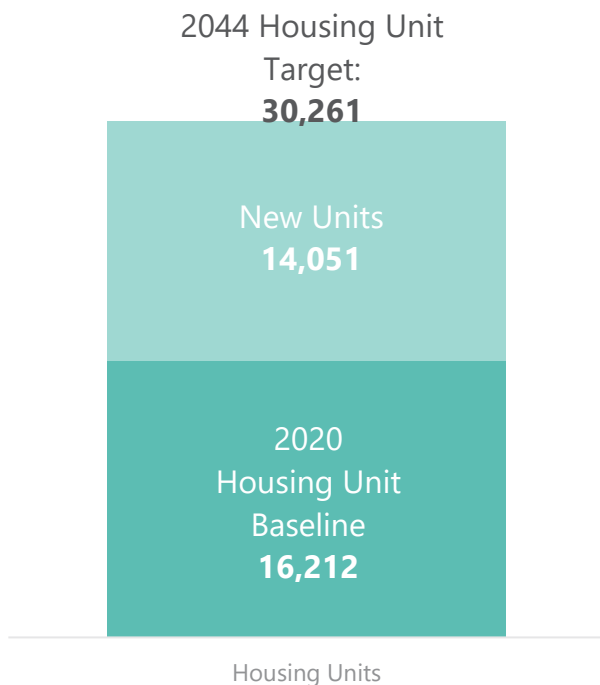 2044 Housing Unit
Target:
30,261
New Units
14,051
2020
Housing Unit
Baseline
16,212
Housing Units